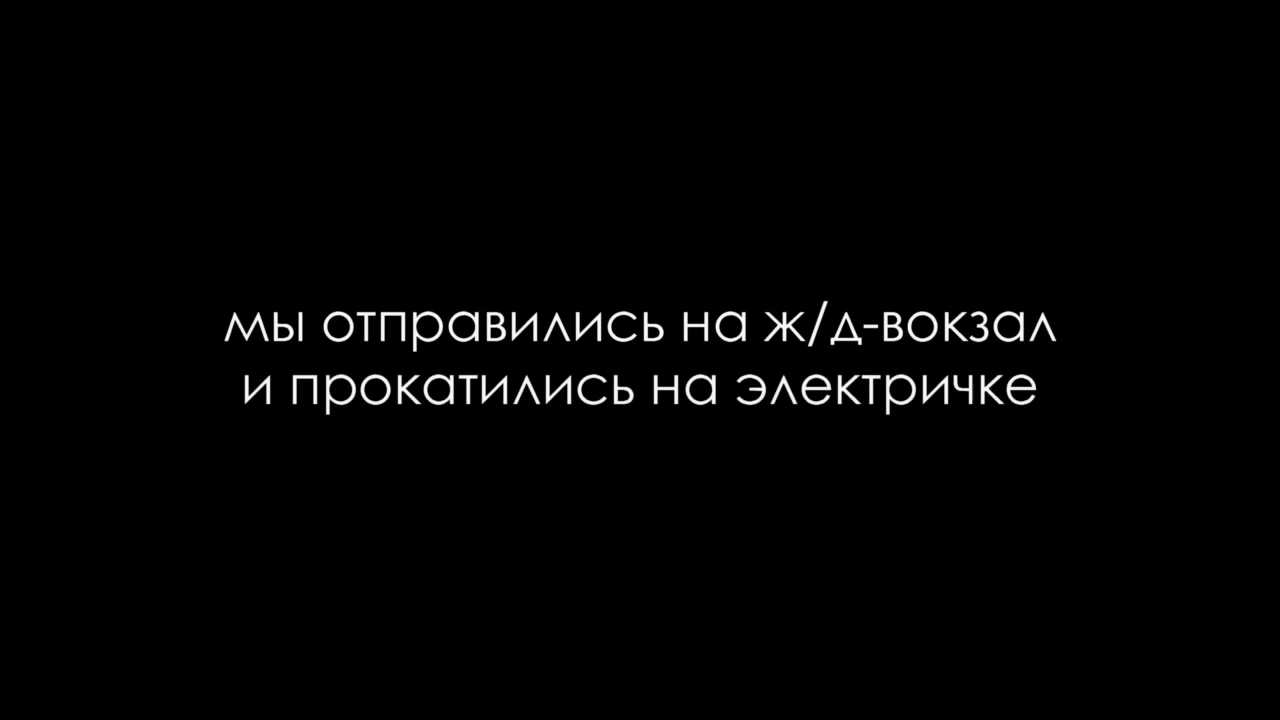 мы отправились на ж/д-вокзал
и прокатились на электричке